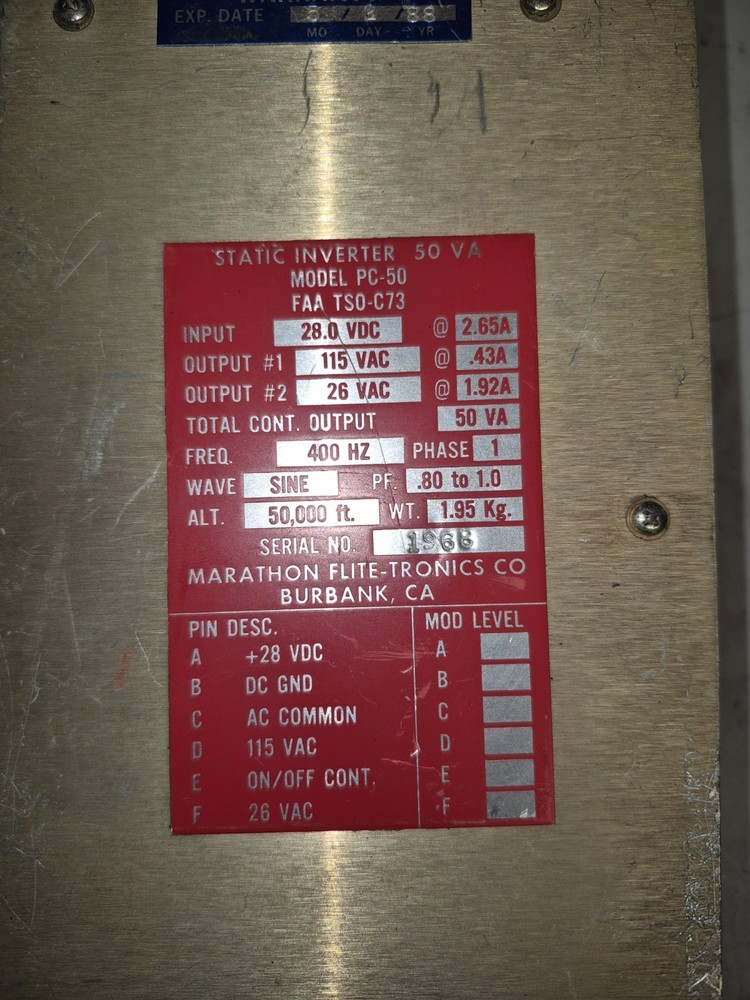 EXP. DATE 5 / 8 / 88
MO DAY YR
STATIC INVERTER 50 VA
MODEL PC-50
FAA TSO-C73
INPUT 28.0 VDC @ 2.65A
OUTPUT #1 115 VAC @ .43A
OUTPUT #2 26 VAC @ 1.92A
TOTAL CONT. OUTPUT 50 VA
FREQ. 400 HZ PHASE 1
WAVE SINE PF. .80 to 1.0
ALT. 50,000 ft. WT. 1.95 Kg.
SERIAL NO. 1968
MARATHON FLITE-TRONICS CO
BURBANK, CA
PIN DESC. MOD LEVEL
A +28 VDC A
B DC GND B
C AC COMMON C
D 115 VAC D
E ON/OFF CONT. E
F 26 VAC F